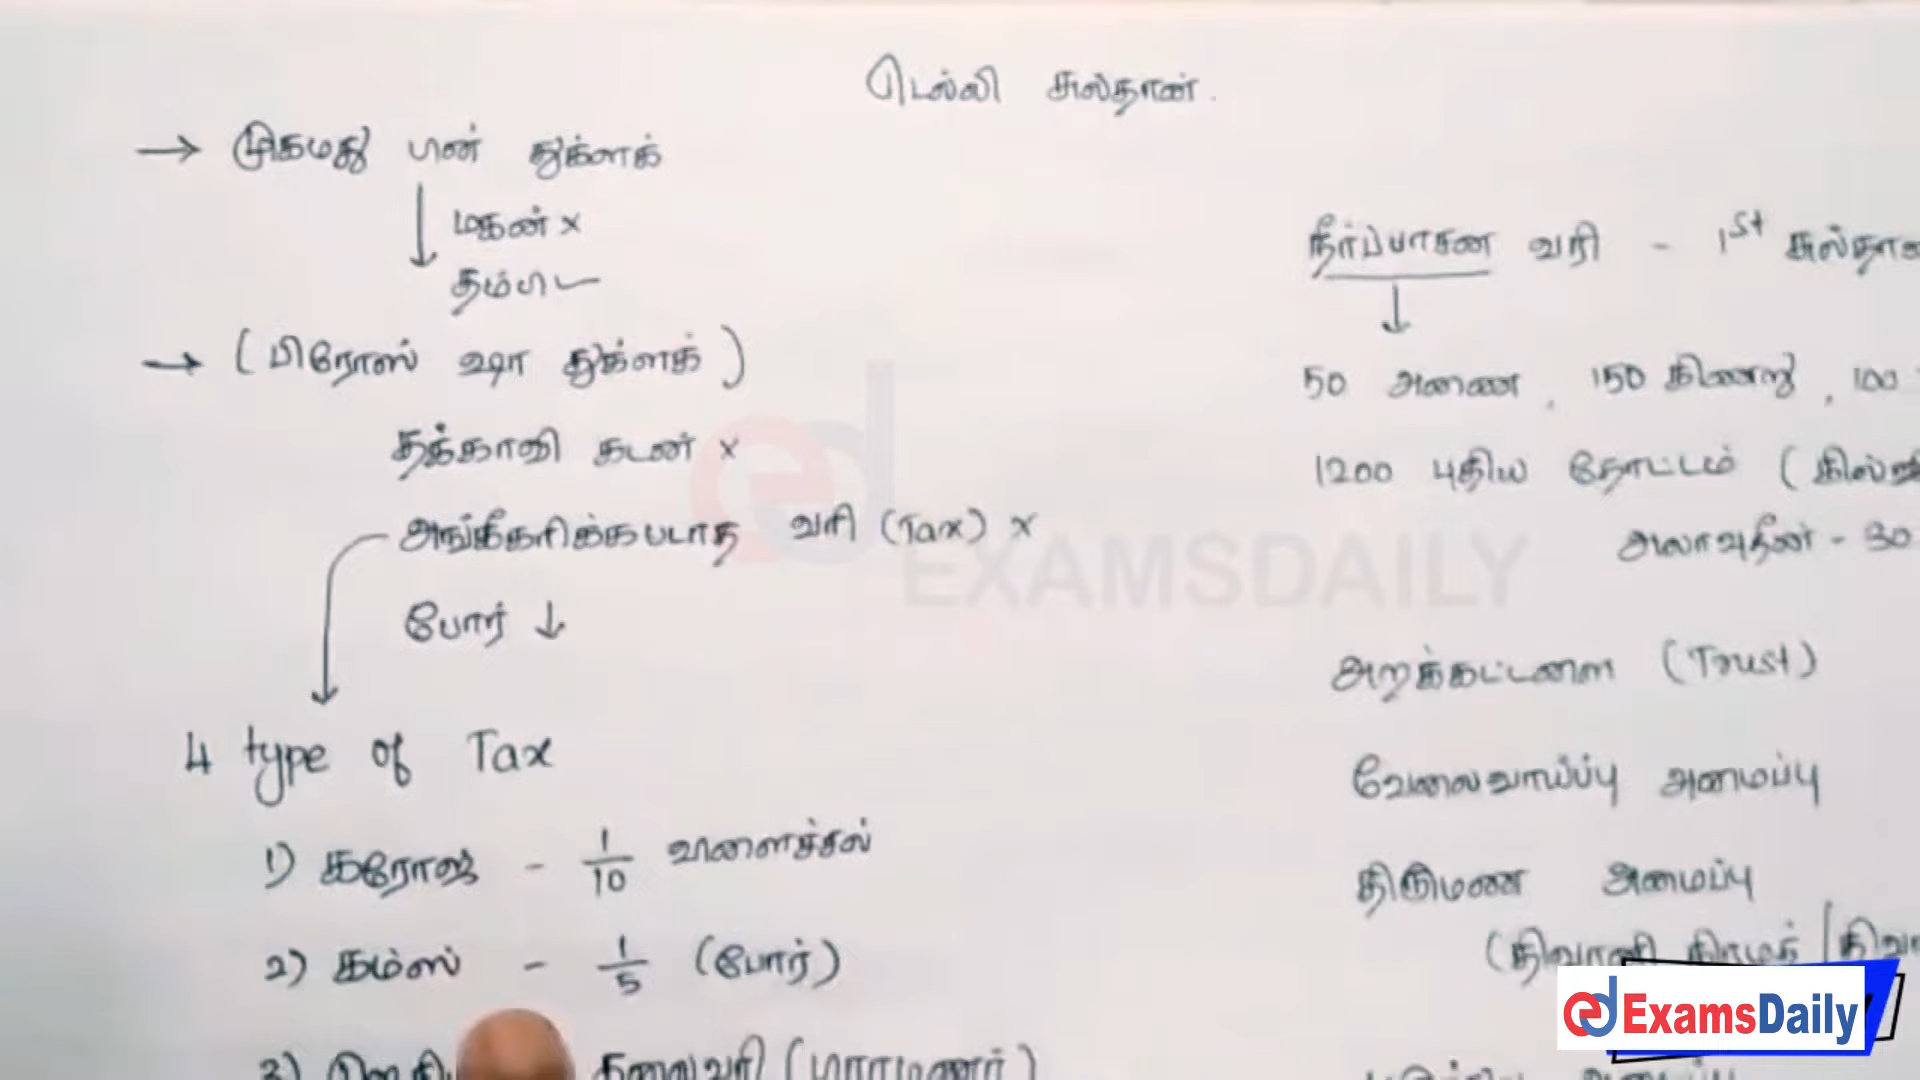 டெல்லி சுல்தான்.
→ முகமது பின் துக்ளக்
மகன் x
தம்பி
→ (பிரோஸ் ஷா துக்ளக்)
தக்காவி கடன் x
அங்கீகரிக்கபடாத வரி (Tax) x
போர் ↓
4 type of Tax
1) கரோஜ் - 1/10 விளைச்சல்
2) கம்ஸ் - 1/5 (போர்)
3) தலைவரி (பிராமணர்)
நீர்ப்பாசன வரி - 1st
50 அணை, 150 கிணறு, 100
1200 புதிய தோட்டம்
அலாவுதீன் - 30
அறக்கட்டளை (Trust)
வேலைவாய்ப்பு அமைப்பு
திருமண அமைப்பு
(திவானி
EXAMSDAILY
ExamsDaily